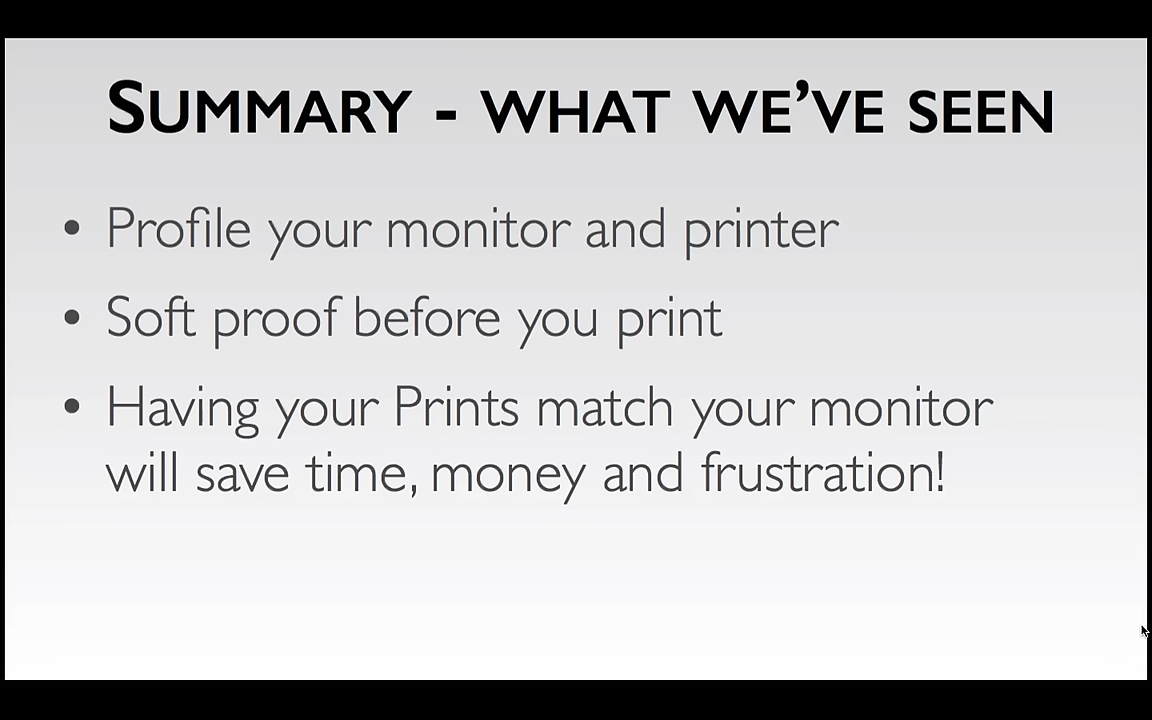 SUMMARY - WHAT WE’VE SEEN
• Profile your monitor and printer
• Soft proof before you print
• Having your Prints match your monitor
will save time, money and frustration!